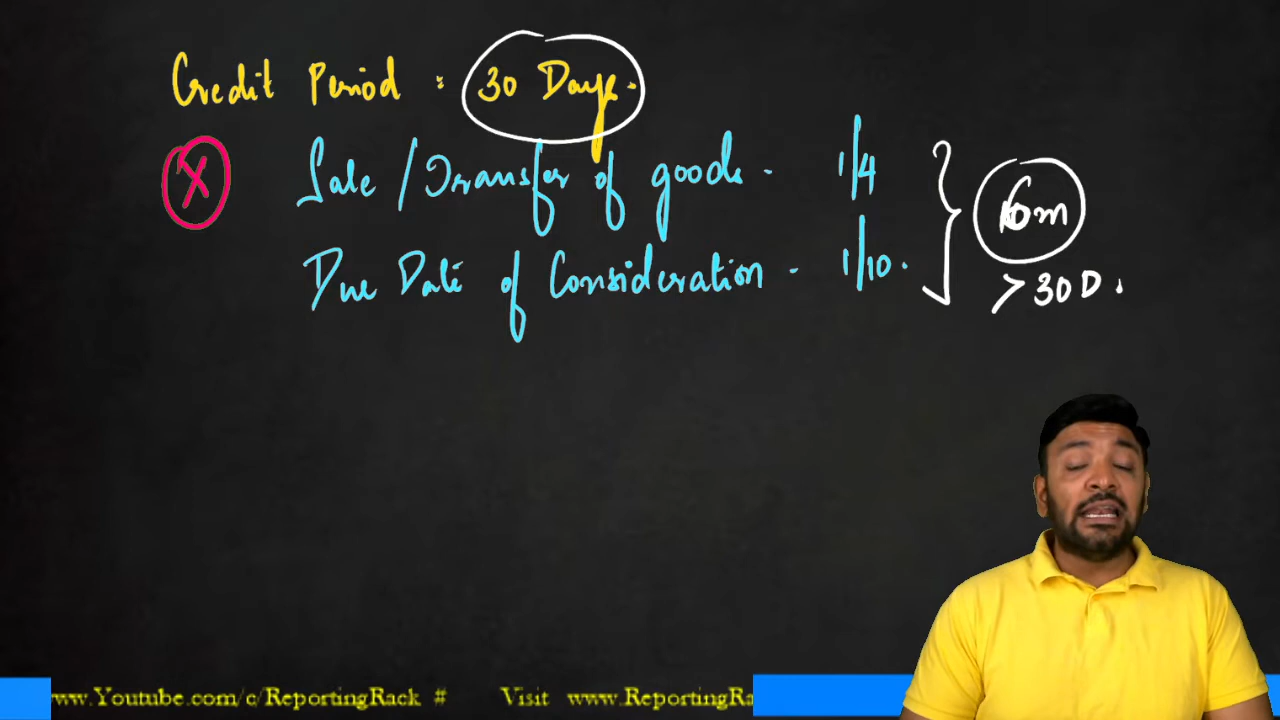 Credit Period : 30 Days.
X
Sale / Transfer of goods - 1/4
Due Date of Consideration - 1/10.
6m
> 30 D.
ww.Youtube.com/c/ReportingRack # Visit www.ReportingRa